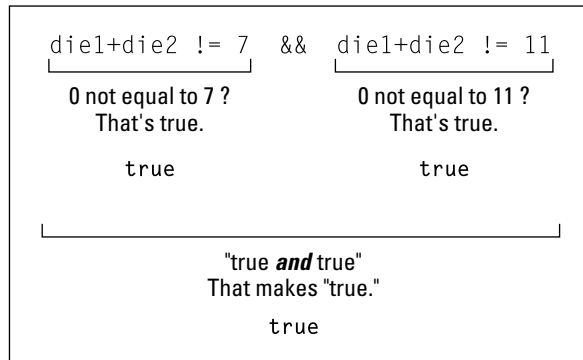 die1+die2 != 7 && die1+die2 != 11
0 not equal to 7 ? 0 not equal to 11 ?
That's true. That's true.
true true
"true and true"
That makes "true."
true